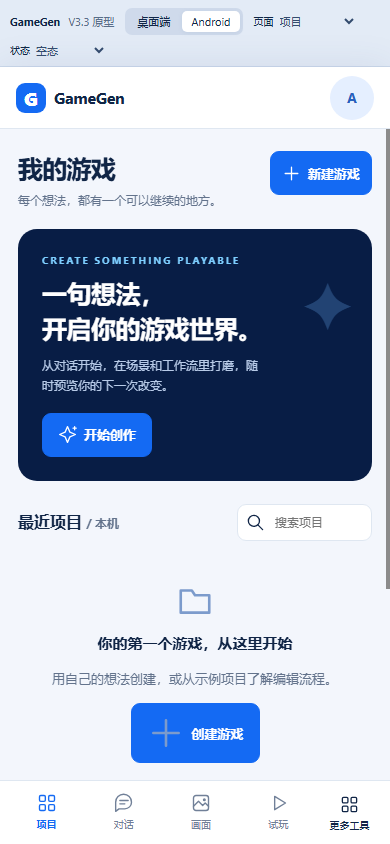 GameGen V3.3 原型 桌面端 Android 页面 项目
状态 空态
G GameGen A
我的游戏
每个想法，都有一个可以继续的地方。
新建游戏
CREATE SOMETHING PLAYABLE
一句想法，
开启你的游戏世界。
从对话开始，在场景和工作流里打磨，随
时预览你的下一次改变。
开始创作
最近项目 / 本机 搜索项目
你的第一个游戏，从这里开始
用自己的想法创建，或从示例项目了解编辑流程。
创建游戏
项目 对话 画面 试玩 更多工具